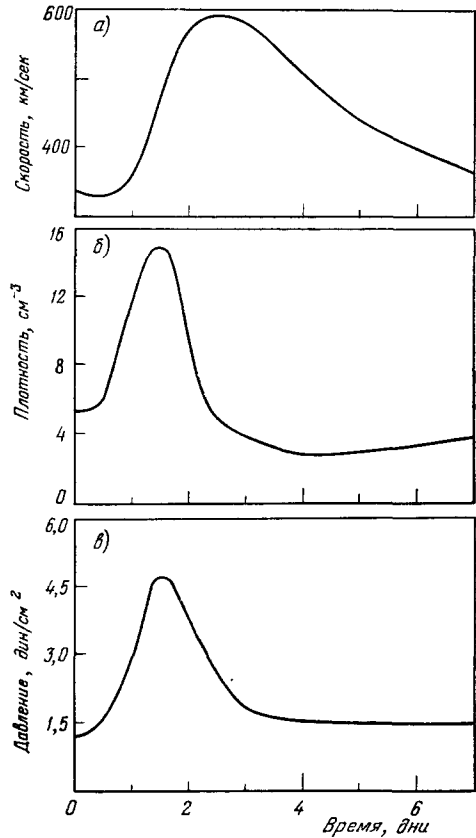 600
а)
400
Скорость, км/сек
16
б)
12
8
4
0
Плотность, см⁻³
6,0
в)
4,5
3,0
1,5
Давление, дин/см²
0 2 4 6
Время, дни